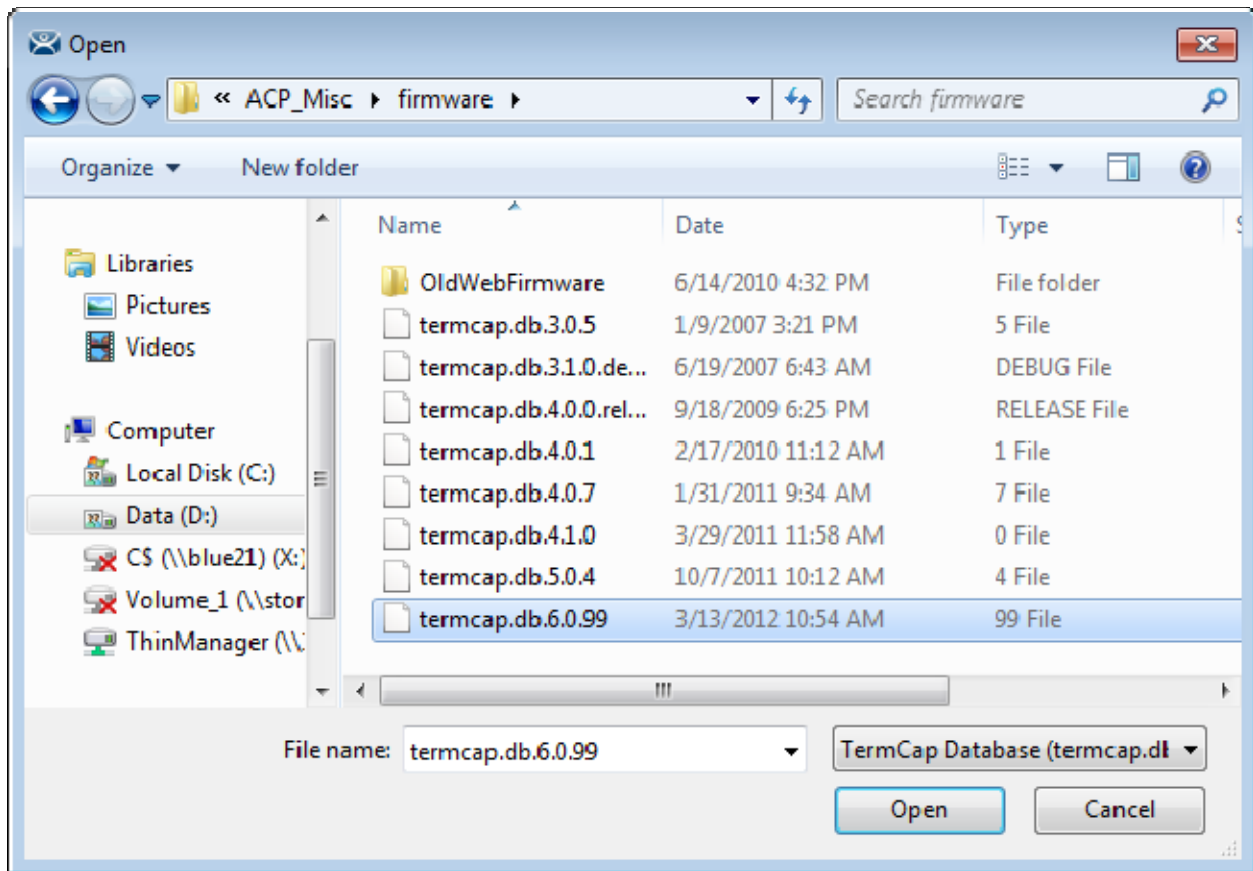 Open
« ACP_Misc ▸ firmware ▸ Search firmware
Organize ▾ New folder
Name Date Type
Libraries
Pictures
Videos
Computer
Local Disk (C:)
Data (D:)
C$ (\\blue21) (X:)
Volume_1 (\\stor
ThinManager (\\
OldWebFirmware 6/14/2010 4:32 PM File folder
termcap.db.3.0.5 1/9/2007 3:21 PM 5 File
termcap.db.3.1.0.de... 6/19/2007 6:43 AM DEBUG File
termcap.db.4.0.0.rel... 9/18/2009 6:25 PM RELEASE File
termcap.db.4.0.1 2/17/2010 11:12 AM 1 File
termcap.db.4.0.7 1/31/2011 9:34 AM 7 File
termcap.db.4.1.0 3/29/2011 11:58 AM 0 File
termcap.db.5.0.4 10/7/2011 10:12 AM 4 File
termcap.db.6.0.99 3/13/2012 10:54 AM 99 File
File name: termcap.db.6.0.99 TermCap Database (termcap.db
Open Cancel